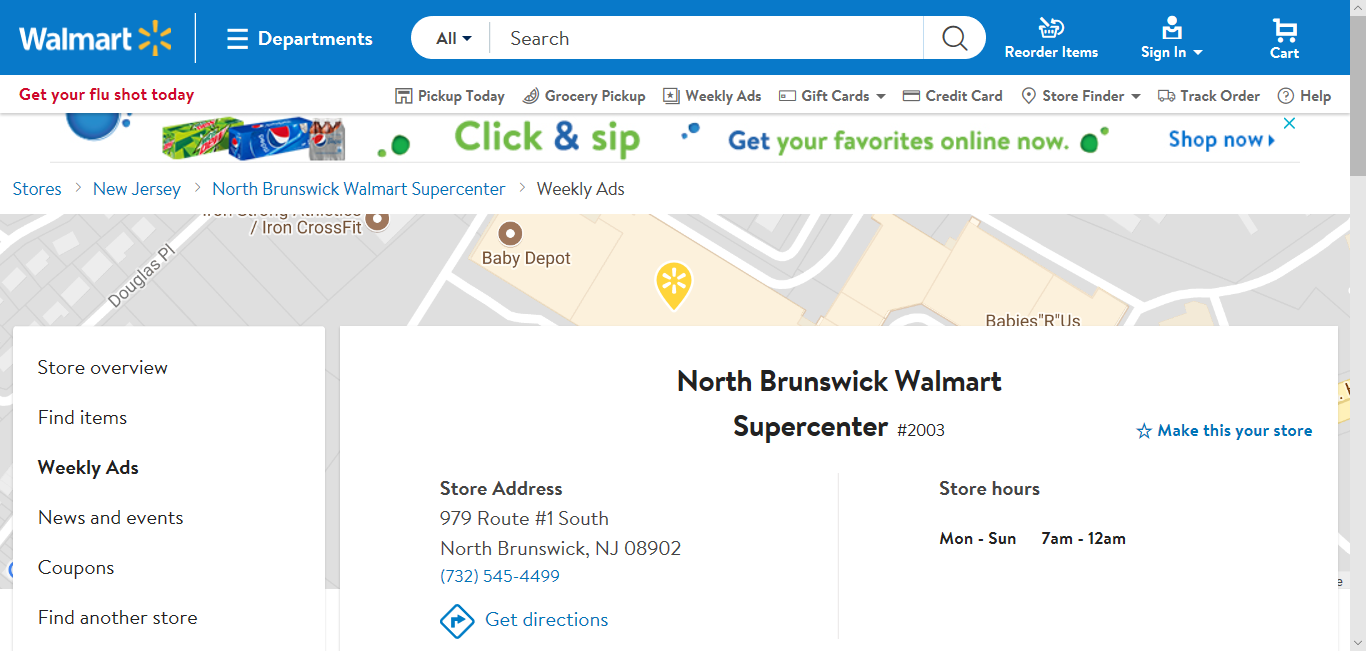 Walmart
Departments
All
Search
Reorder Items
Sign In
Cart
Get your flu shot today
Pickup Today
Grocery Pickup
Weekly Ads
Gift Cards
Credit Card
Store Finder
Track Order
Help
Click & sip
Get your favorites online now.
Shop now
pepsi
Stores > New Jersey > North Brunswick Walmart Supercenter > Weekly Ads
Iron Strong Athletics
/ Iron CrossFit
Douglas Pl
Baby Depot
Babies"R"Us
Store overview
Find items
Weekly Ads
News and events
Coupons
Find another store
North Brunswick Walmart
Supercenter #2003
Make this your store
Store Address
979 Route #1 South
North Brunswick, NJ 08902
(732) 545-4499
Get directions
Store hours
Mon - Sun 7am - 12am